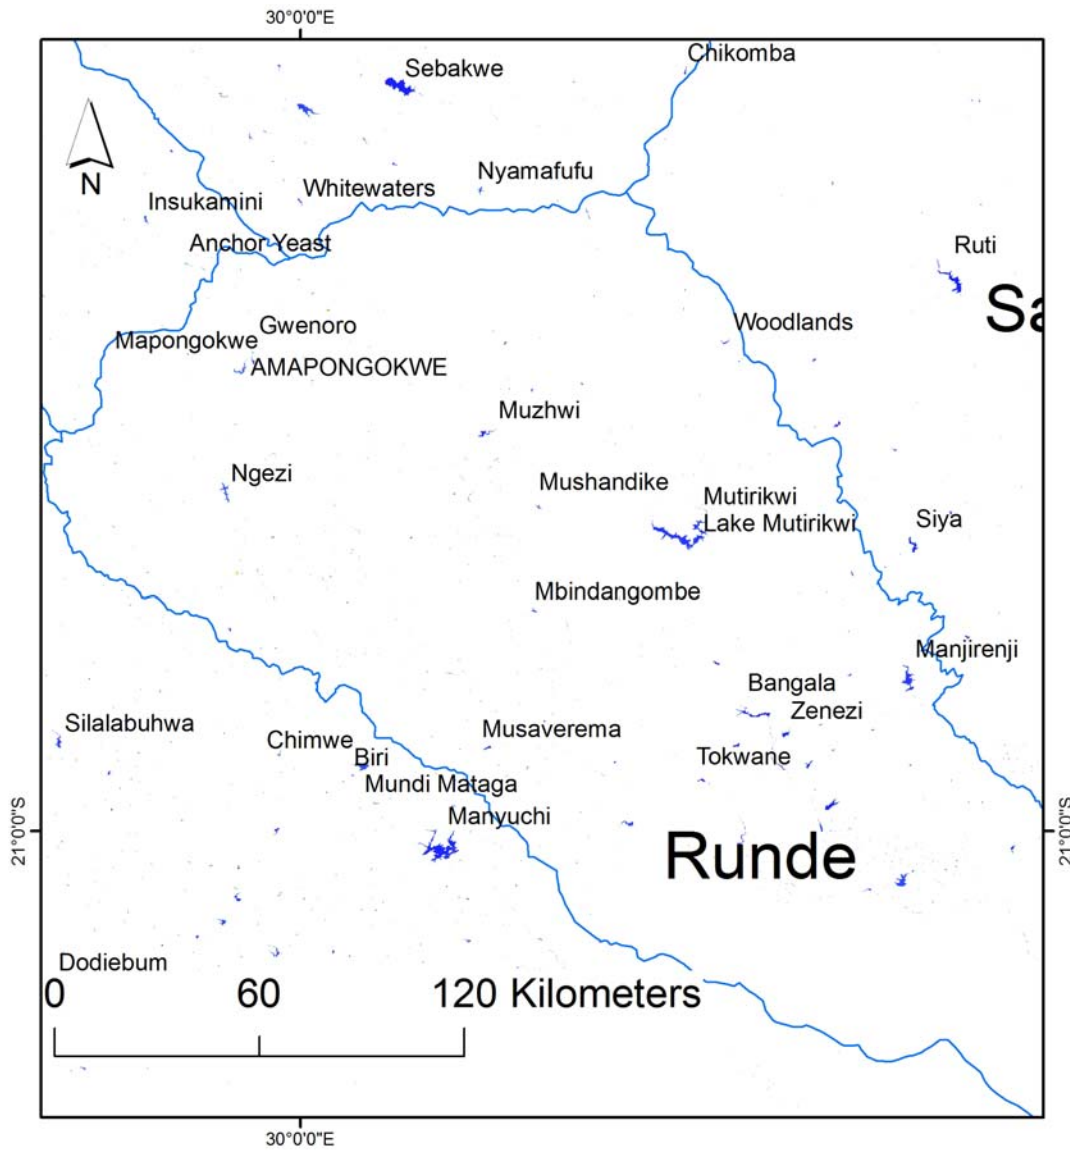 30°0'0"E
Chikomba
Sebakwe
N
Nyamafufu
Whitewaters
Insukamini
Anchor Yeast
Ruti
Sa
Gwenoro
Woodlands
Mapongokwe
AMAPONGOKWE
Muzhwi
Ngezi
Mushandike
Mutirikwi
Lake Mutirikwi
Siya
Mbindangombe
Manjirenji
Bangala
Zenezi
Silalabuhwa
Musaverema
Chimwe
Biri
Tokwane
Mundi Mataga
Manyuchi
21°0'0"S
21°0'0"S
Runde
Dodiebum
0 60 120 Kilometers
30°0'0"E